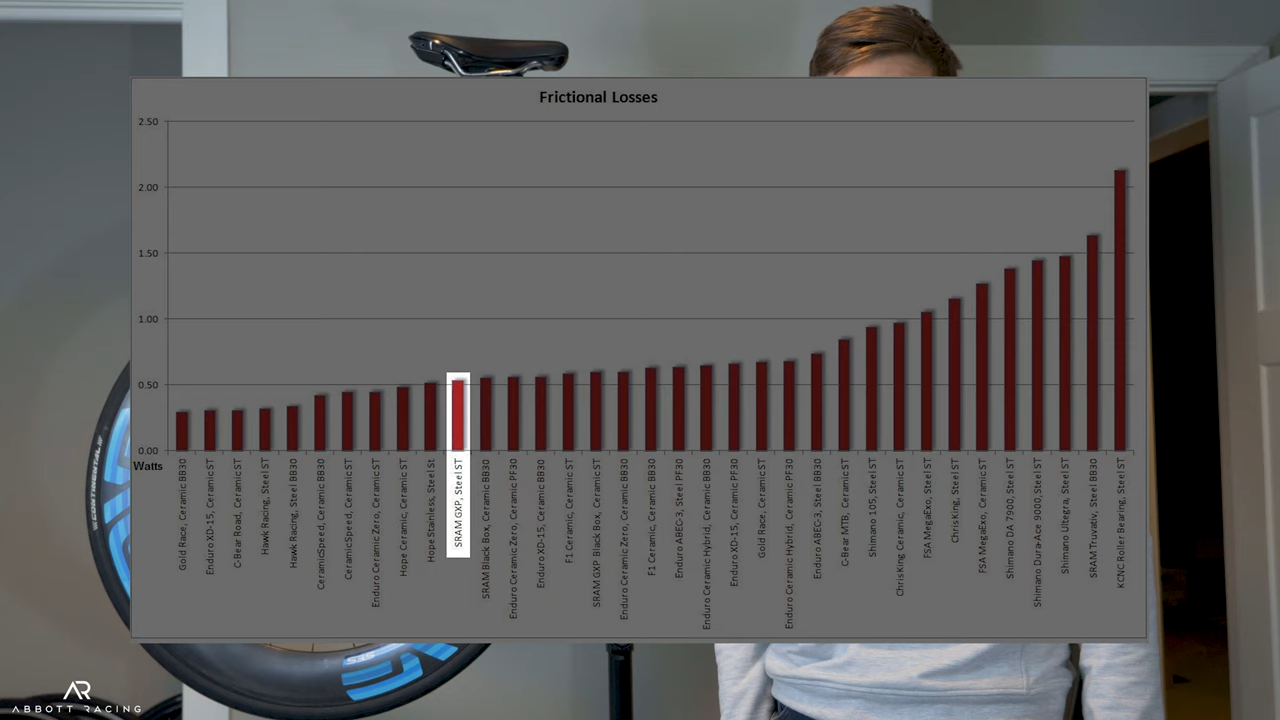 Frictional Losses
2.50
2.00
1.50
1.00
0.50
0.00
Watts
Gold Race, Ceramic BB30
Enduro XD-15, Ceramic ST
C-Bear Road, Ceramic ST
Hawk Racing, Steel ST
Hawk Racing, Steel BB30
CeramicSpeed, Ceramic BB30
CeramicSpeed, Ceramic ST
Enduro Ceramic Zero, Ceramic ST
Hope Ceramic, Ceramic ST
Hope Stainless, Steel St
SRAM GXP, Steel ST
SRAM Black Box, Ceramic BB30
Enduro Ceramic Zero, Ceramic PF30
Enduro XD-15, Ceramic BB30
F1 Ceramic, Ceramic ST
SRAM GXP Black Box, Ceramic ST
Enduro Ceramic Zero, Ceramic BB30
F1 Ceramic, Ceramic BB30
Enduro ABEC-3, Steel PF30
Enduro Ceramic Hybrid, Ceramic BB30
Enduro XD-15, Ceramic PF30
Gold Race, Ceramic ST
Enduro Ceramic Hybrid, Ceramic PF30
Enduro ABEC-3, Steel BB30
C-Bear MTB, Ceramic ST
Shimano 105, Steel ST
Chris King Ceramic, Ceramic ST
FSA MegaExo, Steel ST
Chris King, Steel ST
FSA MegaExo, Ceramic ST
Shimano DA 7900, Steel ST
Shimano Dura-Ace 9000, Steel ST
Shimano Ultegra, Steel ST
SRAM Truvativ, Steel BB30
KCNC Roller Bearing, Steel ST
CONTINENTAL
SES
AR
ABBOTT RACING